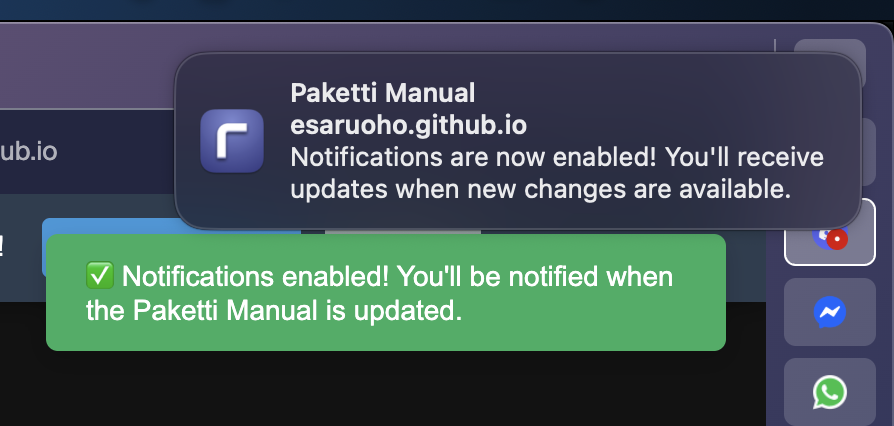 Paketti Manual
esaruoho.github.io
Notifications are now enabled! You'll receive
updates when new changes are available.
ub.io
!
✅ Notifications enabled! You'll be notified when
the Paketti Manual is updated.